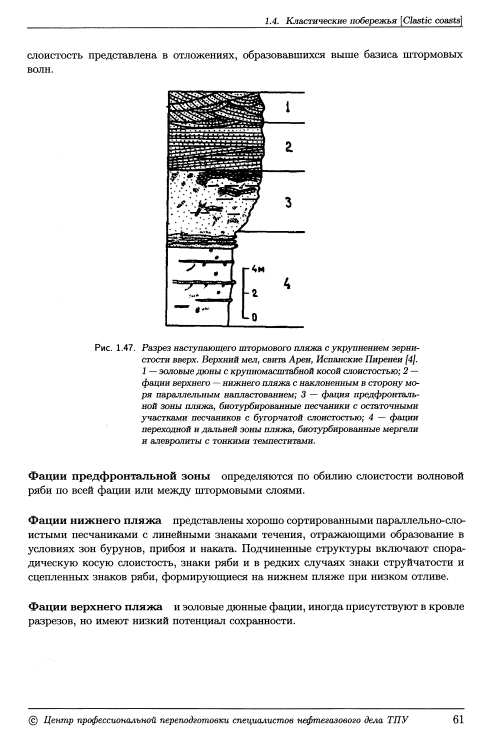 1.4. Кластические побережья [Clastic coasts]
слоистость представлена в отложениях, образовавшихся выше базиса штормовых
волн.
1
2
3
4
4м
2
0
Рис. 1.47. Разрез наступающего штормового пляжа с укрупнением зерни-
стости вверх. Верхний мел, свита Арен, Испанские Пиренеи [4].
1 — эоловые дюны с крупномасштабной косой слоистостью; 2 —
фации верхнего — нижнего пляжа с наклоненным в сторону мо-
ря параллельным напластованием; 3 — фация предфронталь-
ной зоны пляжа, биотурбированные песчаники с остаточными
участками песчаников с бугорчатой слоистостью; 4 — фации
переходной и дальней зоны пляжа, биотурбированные мергели
и алевролиты с тонкими темпеститами.
Фации предфронтальной зоны определяются по обилию слоистости волновой
ряби по всей фации или между штормовыми слоями.
Фации нижнего пляжа представлены хорошо сортированными параллельно-сло-
истыми песчаниками с линейными знаками течения, отражающими образование в
условиях зон бурунов, прибоя и наката. Подчиненные структуры включают спора-
дическую косую слоистость, знаки ряби и в редких случаях знаки струйчатости и
сцепленных знаков ряби, формирующиеся на нижнем пляже при низком отливе.
Фации верхнего пляжа и эоловые дюнные фации, иногда присутствуют в кровле
разрезов, но имеют низкий потенциал сохранности.
© Центр профессиональной переподготовки специалистов нефтегазового дела ТПУ 61